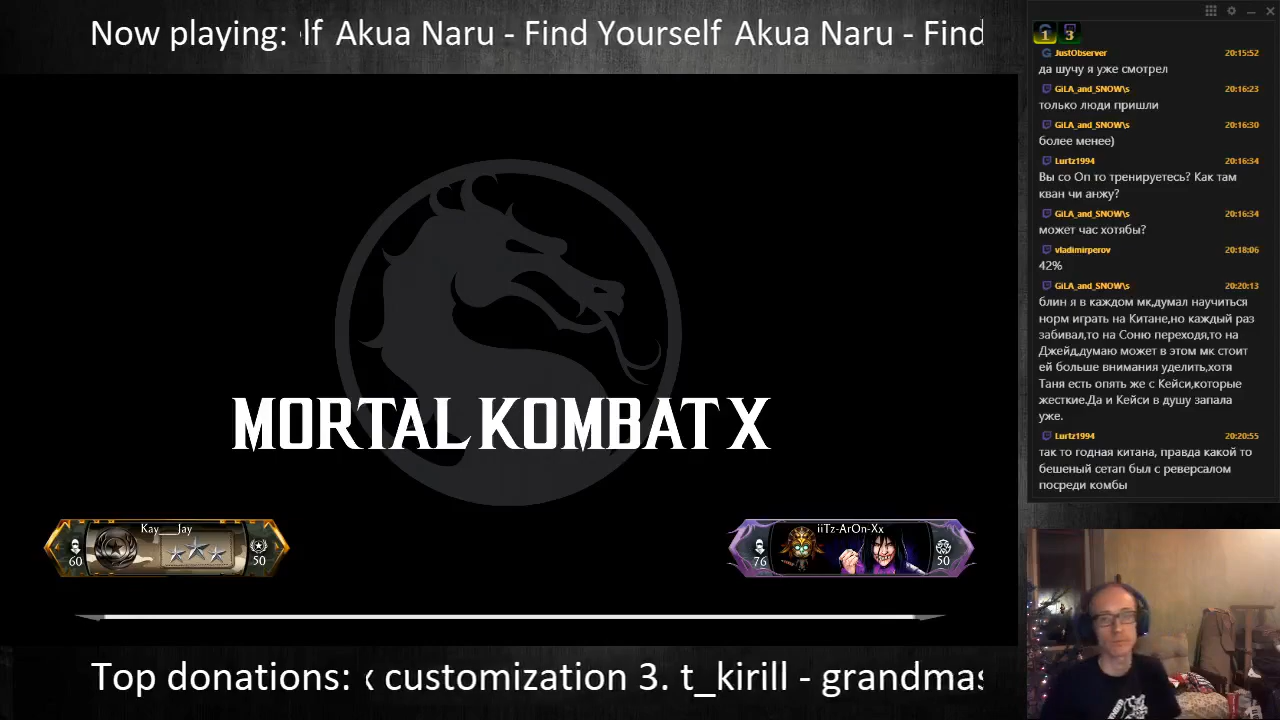 Now playing: lf Akua Naru - Find Yourself Akua Naru - Find
1 3
JustObserver 20:15:52
да шучу я уже смотрел
GiLA_and_SNOW\s 20:16:23
только люди пришли
GiLA_and_SNOW\s 20:16:30
более менее)
Lurtz1994 20:16:34
Вы со Оп то тренируетесь? Как там
кван чи анжу?
GiLA_and_SNOW\s 20:16:34
может час хотябы?
vladimirperov 20:18:06
42%
GiLA_and_SNOW\s 20:20:13
блин я в каждом мк,думал научиться
норм играть на Китане,но каждый раз
забивал,то на Соню переходя,то на
Джейд,думаю может в этом мк стоит
ей больше внимания уделить,хотя
Таня есть опять же с Кейси,которые
жесткие.Да и Кейси в душу запала
уже.
Lurtz1994 20:20:55
так то годная китана, правда какой то
бешеный сетап был с реверсалом
посреди комбы
MORTAL KOMBAT X
Kay__Jay
60 50
iiTz-ArOn-Xx
76 50
Top donations: x customization 3. t_kirill - grandmas